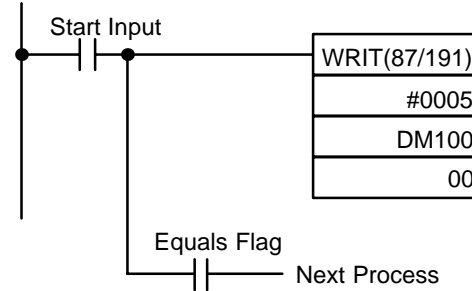 Start Input
WRIT(87/191)
#0005
DM100
00
Equals Flag
Next Process